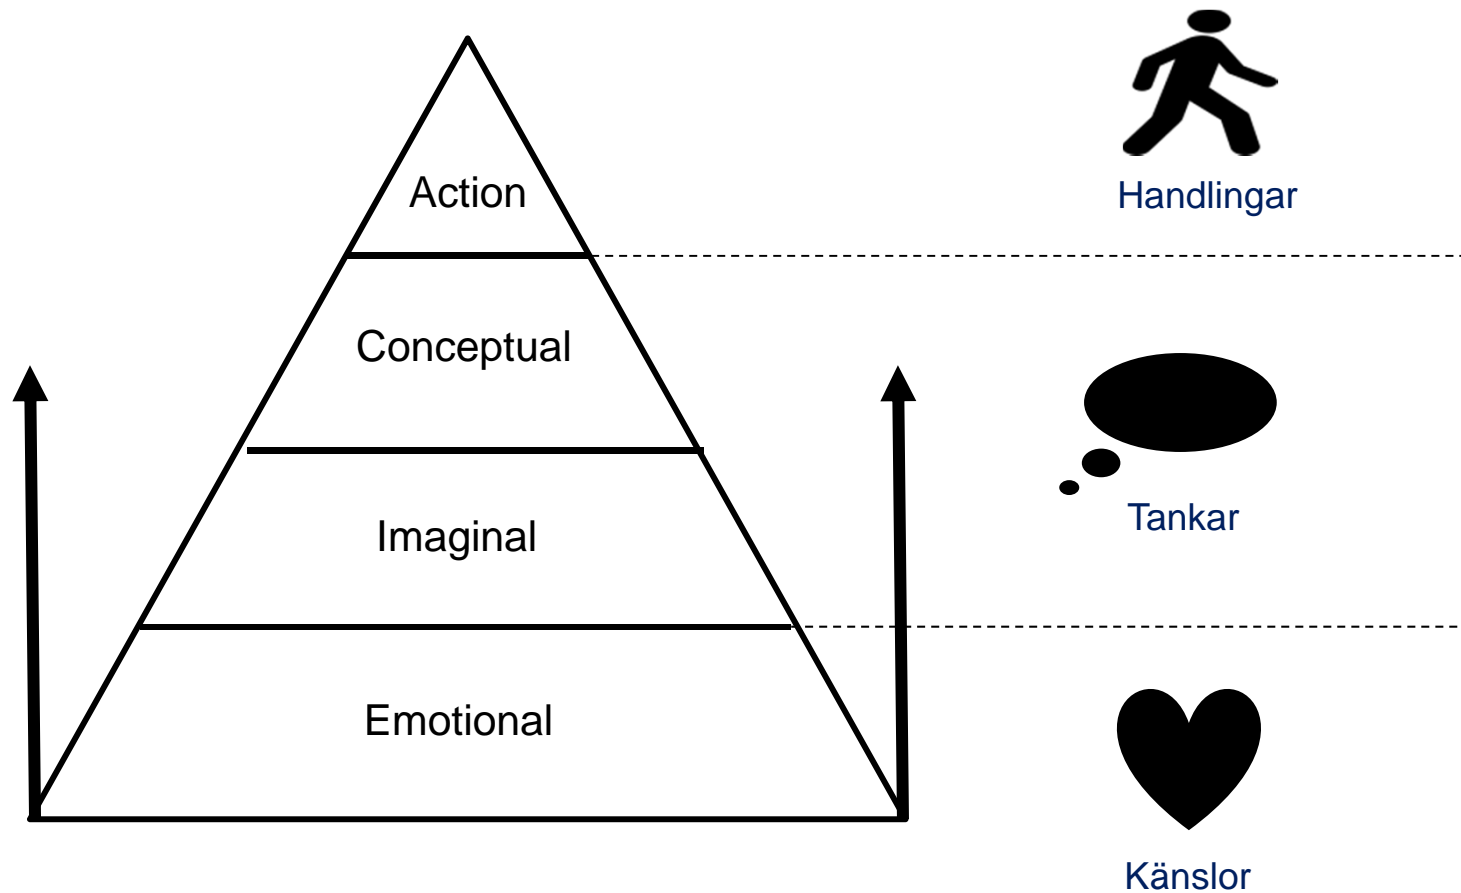 Action
Handlingar
Conceptual
Tankar
Imaginal
Emotional
Känslor